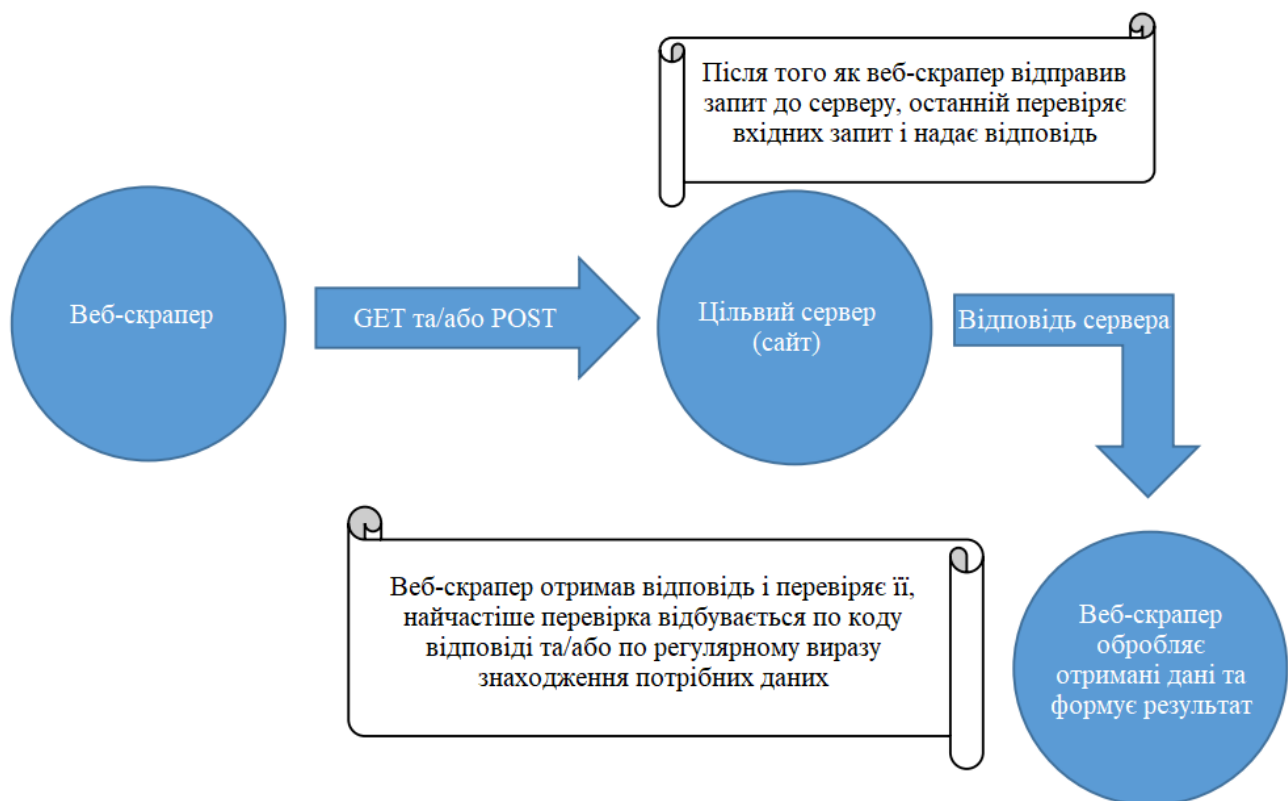 Після того як веб-скрапер відправив
запит до серверу, останній перевіряє
вхідних запит і надає відповідь
Веб-скрапер
GET та/або POST
Цільвий сервер
(сайт)
Відповідь сервера
Веб-скрапер отримав відповідь і перевіряє її,
найчастіше перевірка відбувається по коду
відповіді та/або по регулярному виразу
знаходження потрібних даних
Веб-скрапер
обробляє
отримані дані та
формує результат